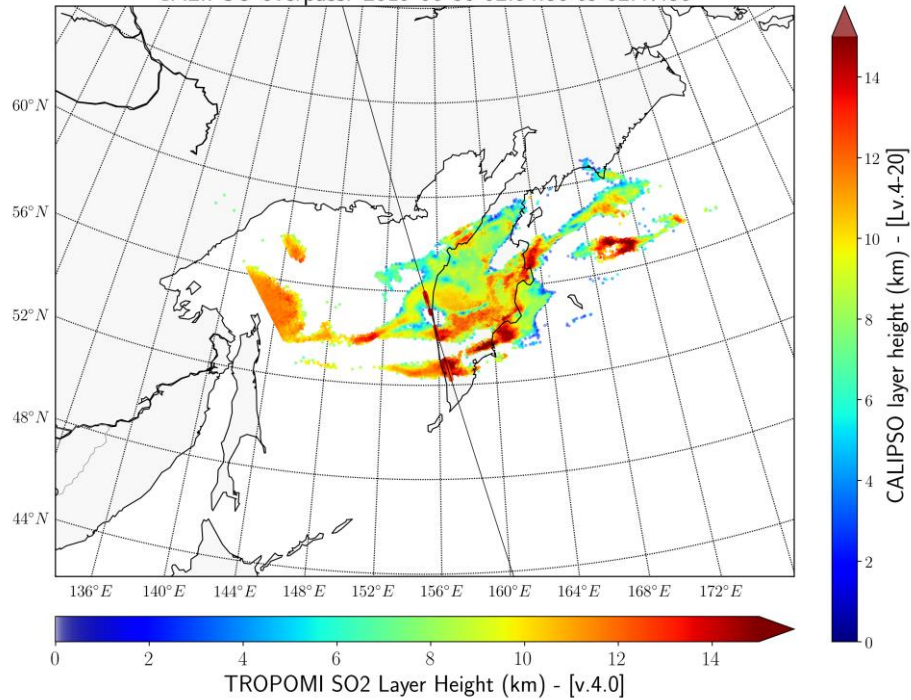 60°N
56°N
52°N
48°N
44°N
136°E 140°E 144°E 148°E 152°E 156°E 160°E 164°E 168°E 172°E
0 2 4 6 8 10 12 14
TROPOMI SO2 Layer Height (km) - [v.4.0]
14
12
10
8
6
4
2
0
CALIPSO layer height (km) - [Lv.4-20]